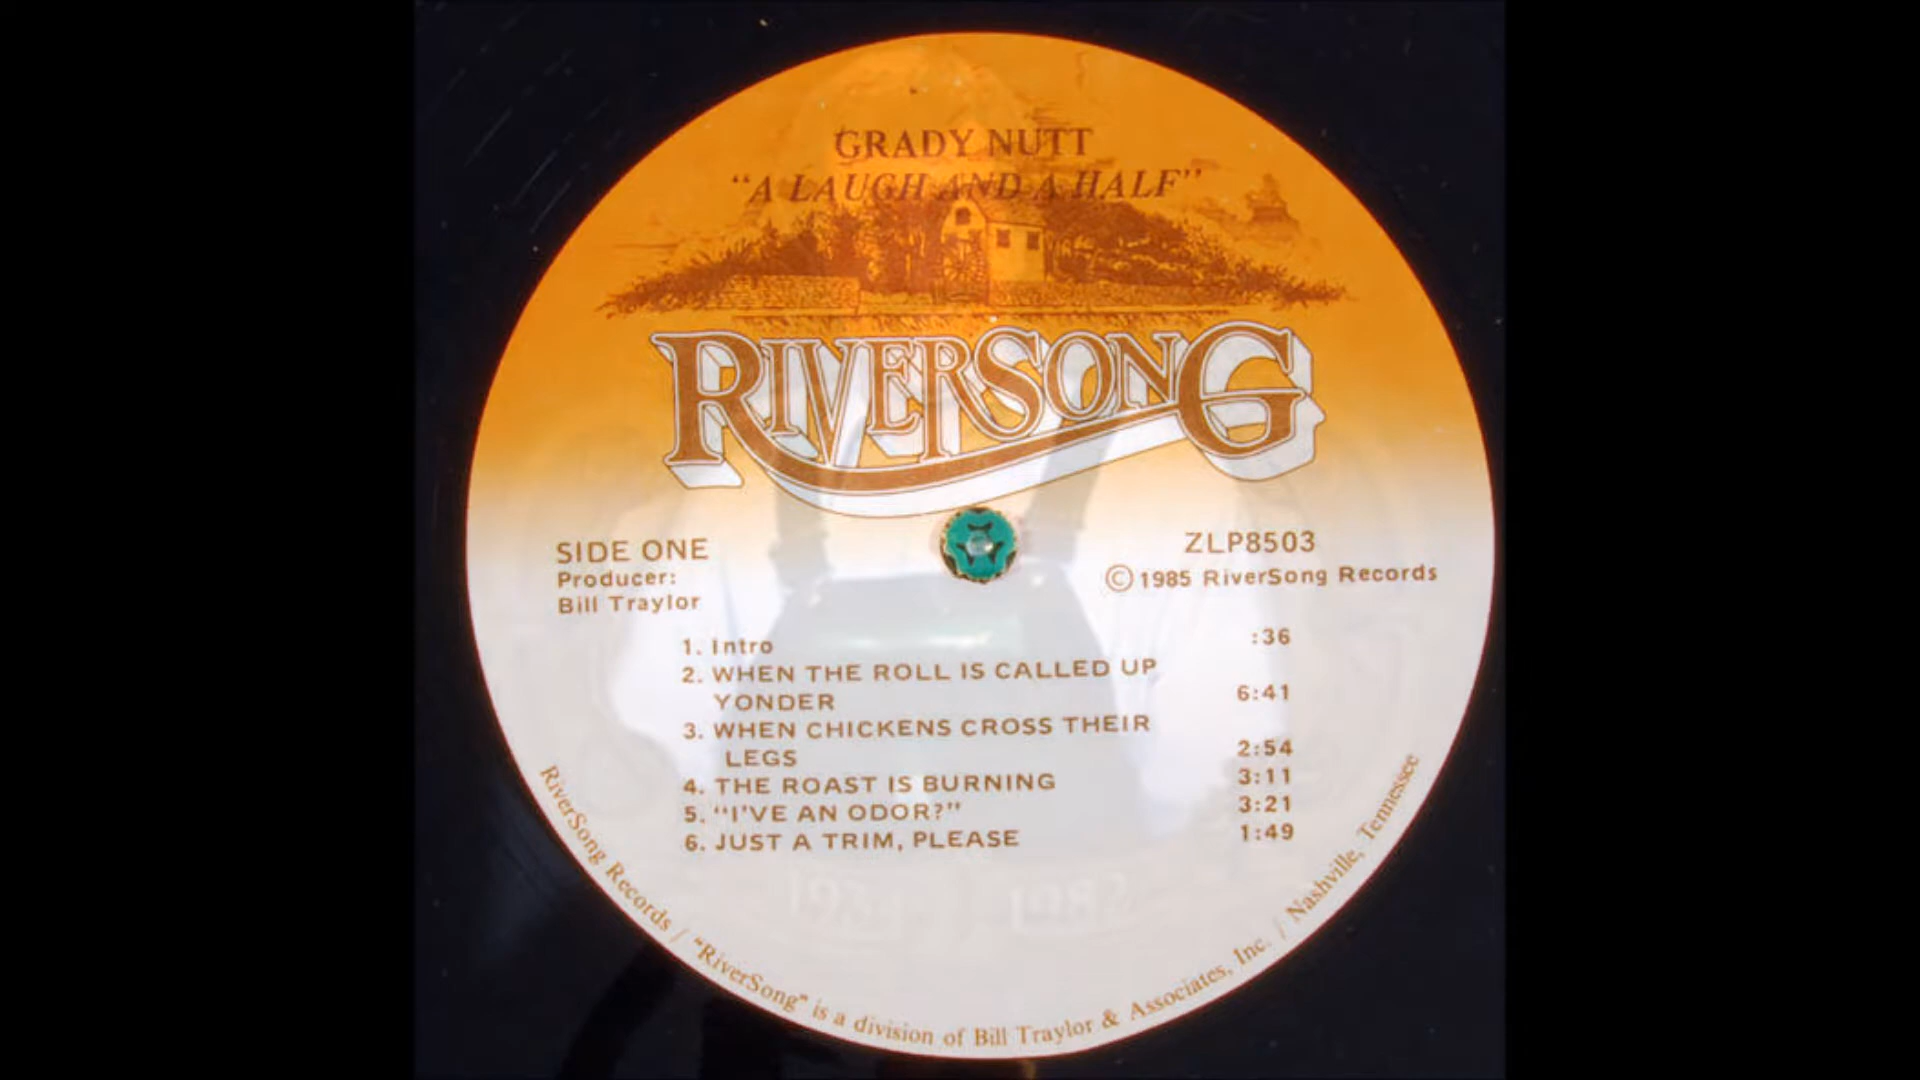 GRADY NUTT
"A LAUGH AND A HALF"
RIVERSONG
SIDE ONE
Producer:
Bill Traylor
ZLP8503
©1985 RiverSong Records
1. Intro :36
2. WHEN THE ROLL IS CALLED UP
YONDER 6:41
3. WHEN CHICKENS CROSS THEIR
LEGS 2:54
4. THE ROAST IS BURNING 3:11
5. "I'VE AN ODOR?" 3:21
6. JUST A TRIM, PLEASE 1:49
RiverSong Records / "RiverSong" is a division of Bill Traylor & Associates, Inc. / Nashville, Tennessee